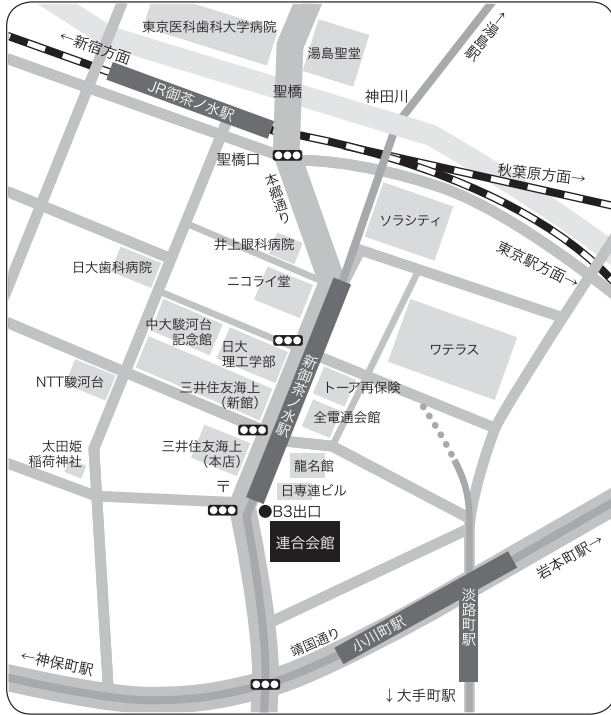 東京医科歯科大学病院
湯島聖堂
↑湯島駅
←新宿方面
JR御茶ノ水駅
聖橋
神田川
聖橋口
本郷通り
秋葉原方面→
東京駅方面→
ソラシティ
井上眼科病院
日大歯科病院
ニコライ堂
中大駿河台
記念館
日大
理工学部
新御茶ノ水駅
ワテラス
NTT駿河台
三井住友海上
(新館)
トーア再保険
全電通会館
太田姫
稲荷神社
三井住友海上
(本店)
龍名館
〒
日専連ビル
B3出口
連合会館
岩本町駅→
淡路町駅
小川町駅
靖国通り
←神保町駅
↓大手町駅